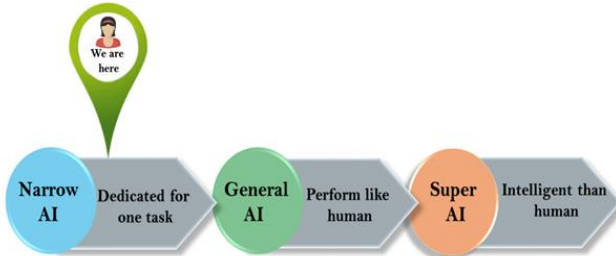 We are
here
Narrow
AI
Dedicated for
one task
General
AI
Perform like
human
Super
AI
Intelligent than
human